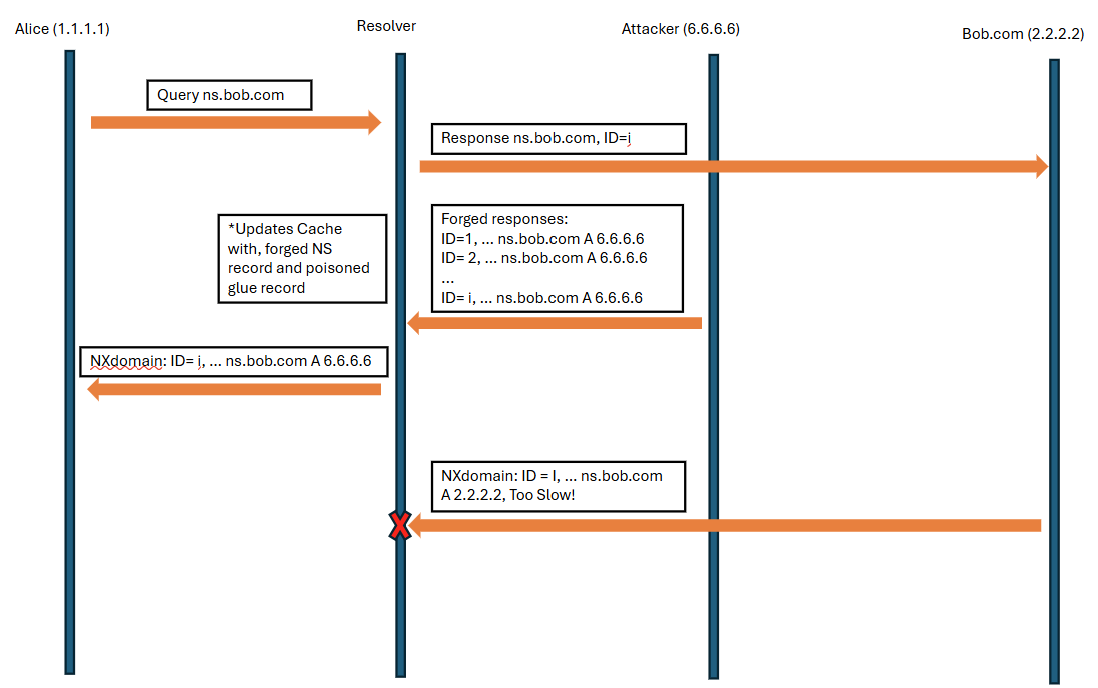 Alice (1.1.1.1)
Resolver
Attacker (6.6.6.6)
Bob.com (2.2.2.2)
Query ns.bob.com
Response ns.bob.com, ID=i
*Updates Cache
with, forged NS
record and poisoned
glue record
Forged responses:
ID=1, ... ns.bob.com A 6.6.6.6
ID= 2, ... ns.bob.com A 6.6.6.6
...
ID= i, ... ns.bob.com A 6.6.6.6
NXdomain: ID= i, ... ns.bob.com A 6.6.6.6
NXdomain: ID = I, ... ns.bob.com
A 2.2.2.2, Too Slow!